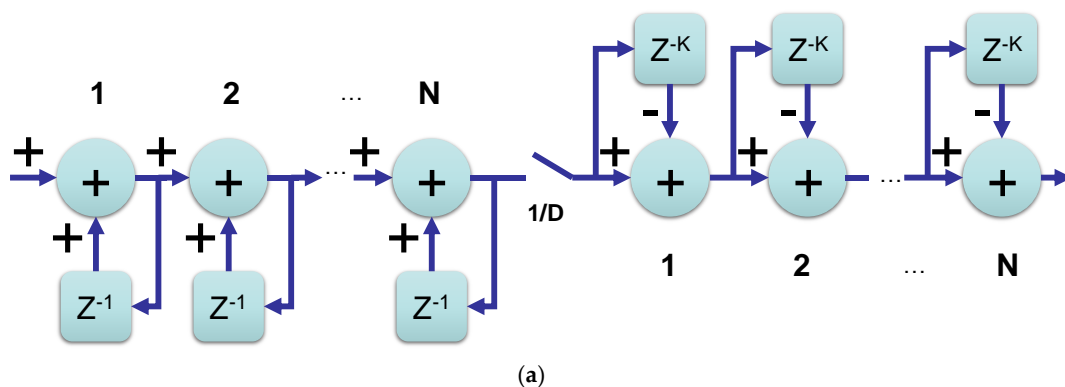 Z-K Z-K Z-K
1 2 ... N
- - -
+ + + + + +
+ + + ... + + + ... +
+ + + 1/D
1 2 ... N
Z-1 Z-1 Z-1
(a)